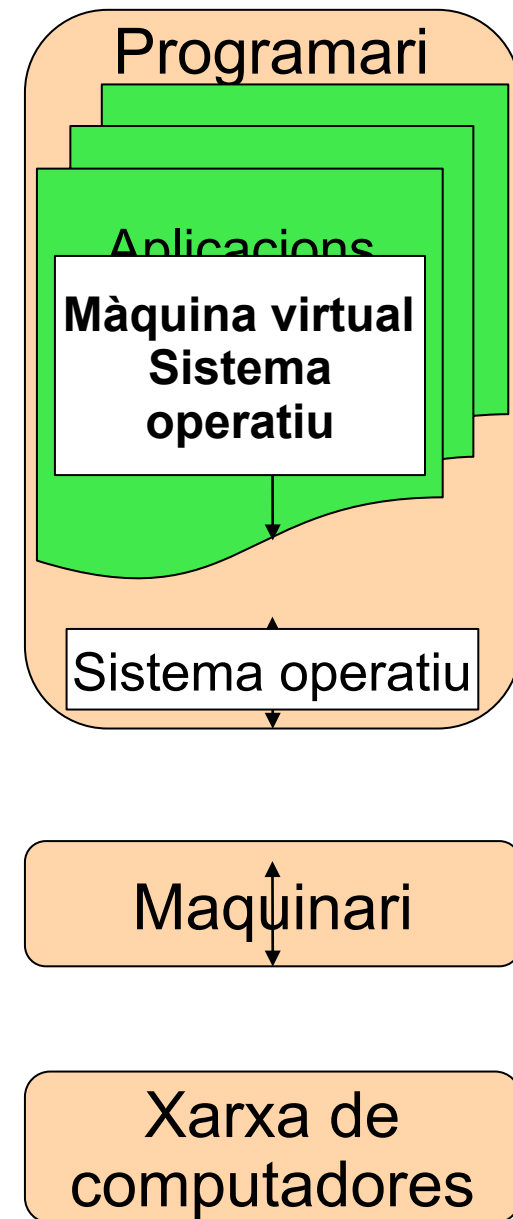 Programari
Aplicacions
Màquina virtual
Sistema
operatiu
Sistema operatiu
Maquinari
Xarxa de
computadores